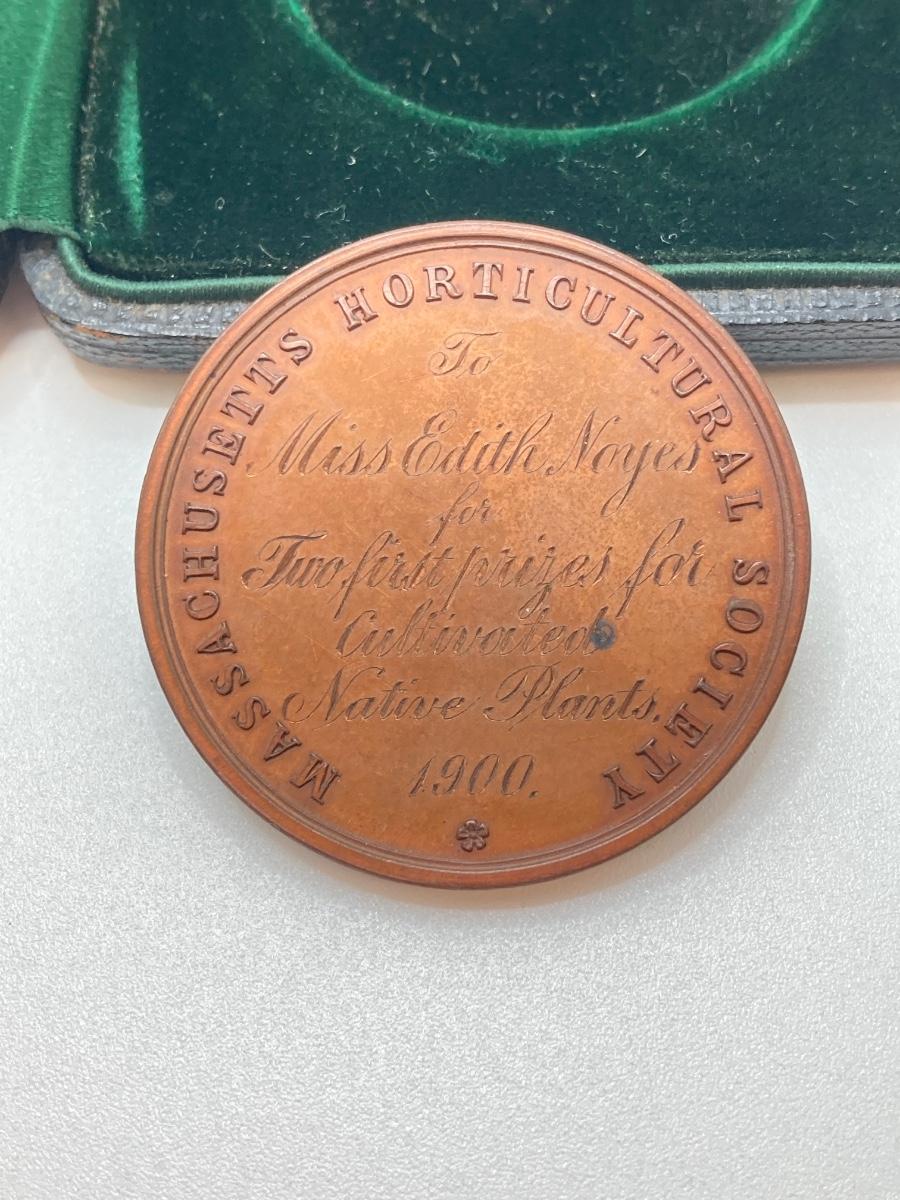 MASSACHUSETTS HORTICULTURAL SOCIETY
To
Miss Edith Noyes
for
Two first prizes for
Cultivated
Native Plants.
1900.